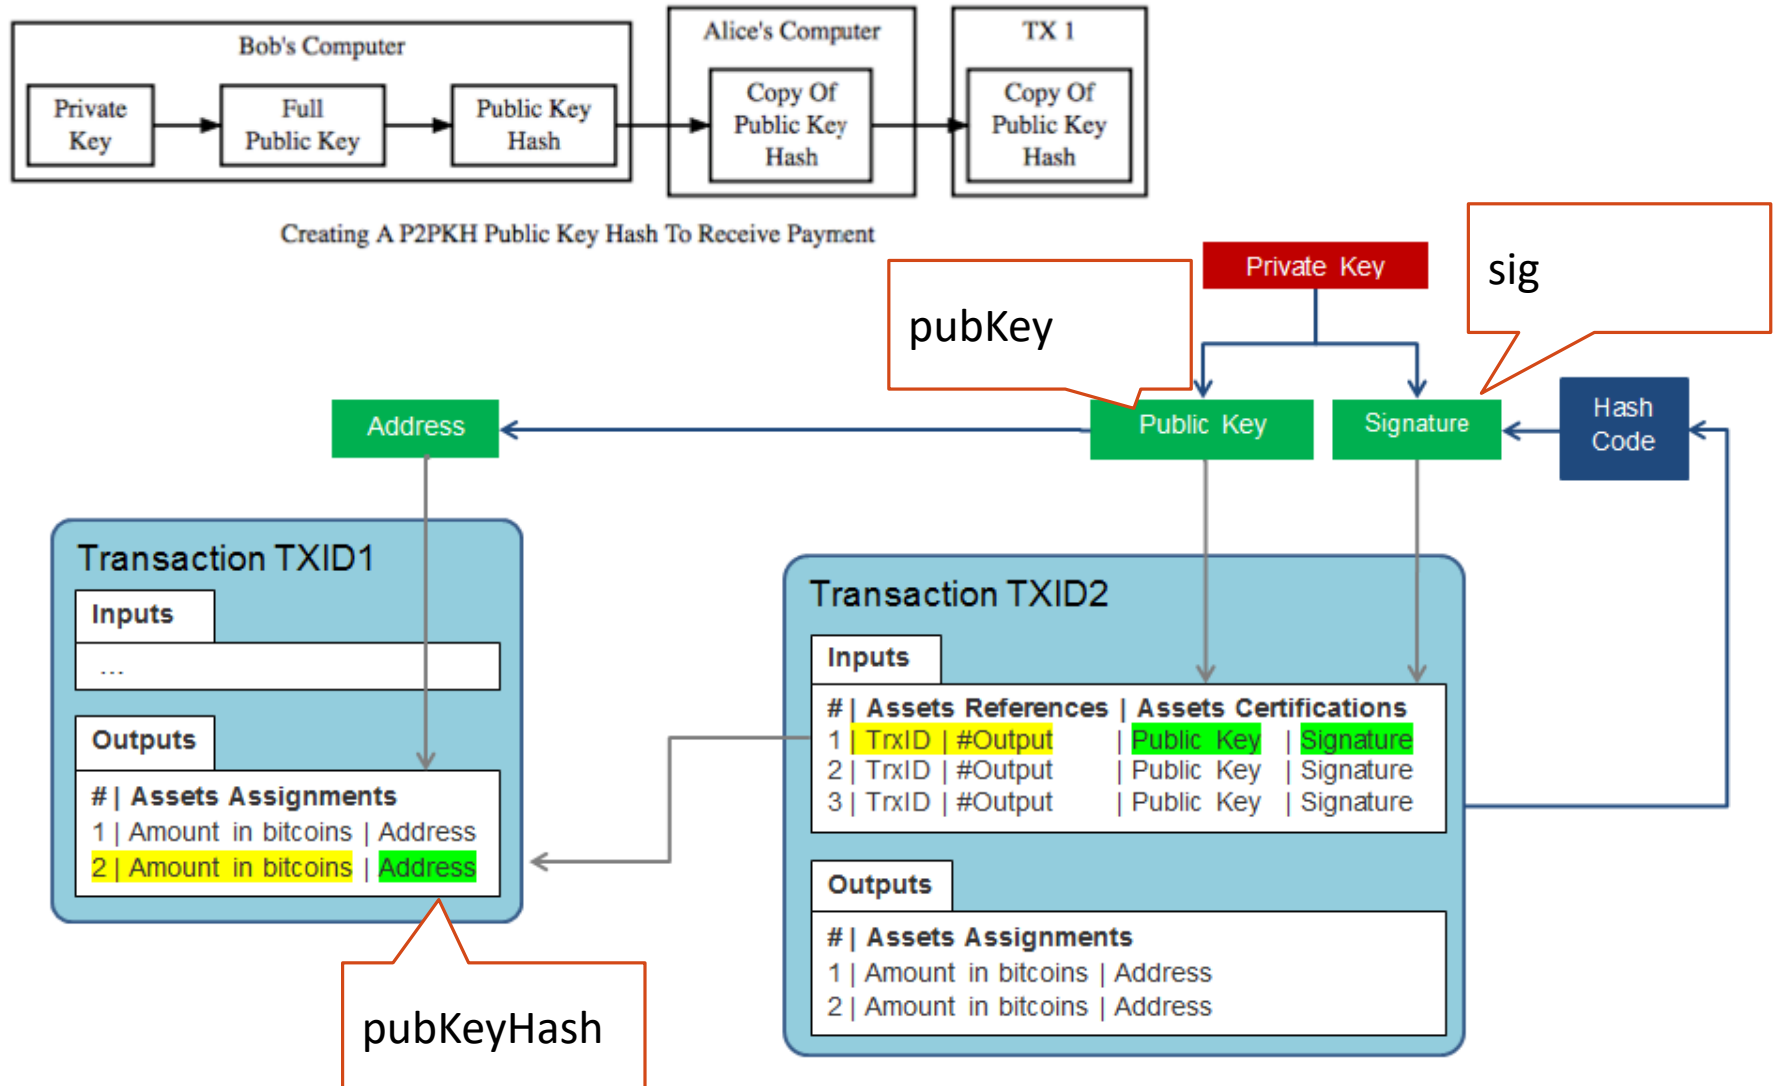 Bob's Computer
Private
Key
Full
Public Key
Public Key
Hash
Alice's Computer
Copy Of
Public Key
Hash
TX 1
Copy Of
Public Key
Hash
Creating A P2PKH Public Key Hash To Receive Payment
pubKey
Private Key
sig
Address
Public Key
Signature
Hash
Code
Transaction TXID1
Inputs
...
Outputs
# | Assets Assignments
1 | Amount in bitcoins | Address
2 | Amount in bitcoins | Address
pubKeyHash
Transaction TXID2
Inputs
# | Assets References | Assets Certifications
1 | TrxID | #Output | Public Key | Signature
2 | TrxID | #Output | Public Key | Signature
3 | TrxID | #Output | Public Key | Signature
Outputs
# | Assets Assignments
1 | Amount in bitcoins | Address
2 | Amount in bitcoins | Address